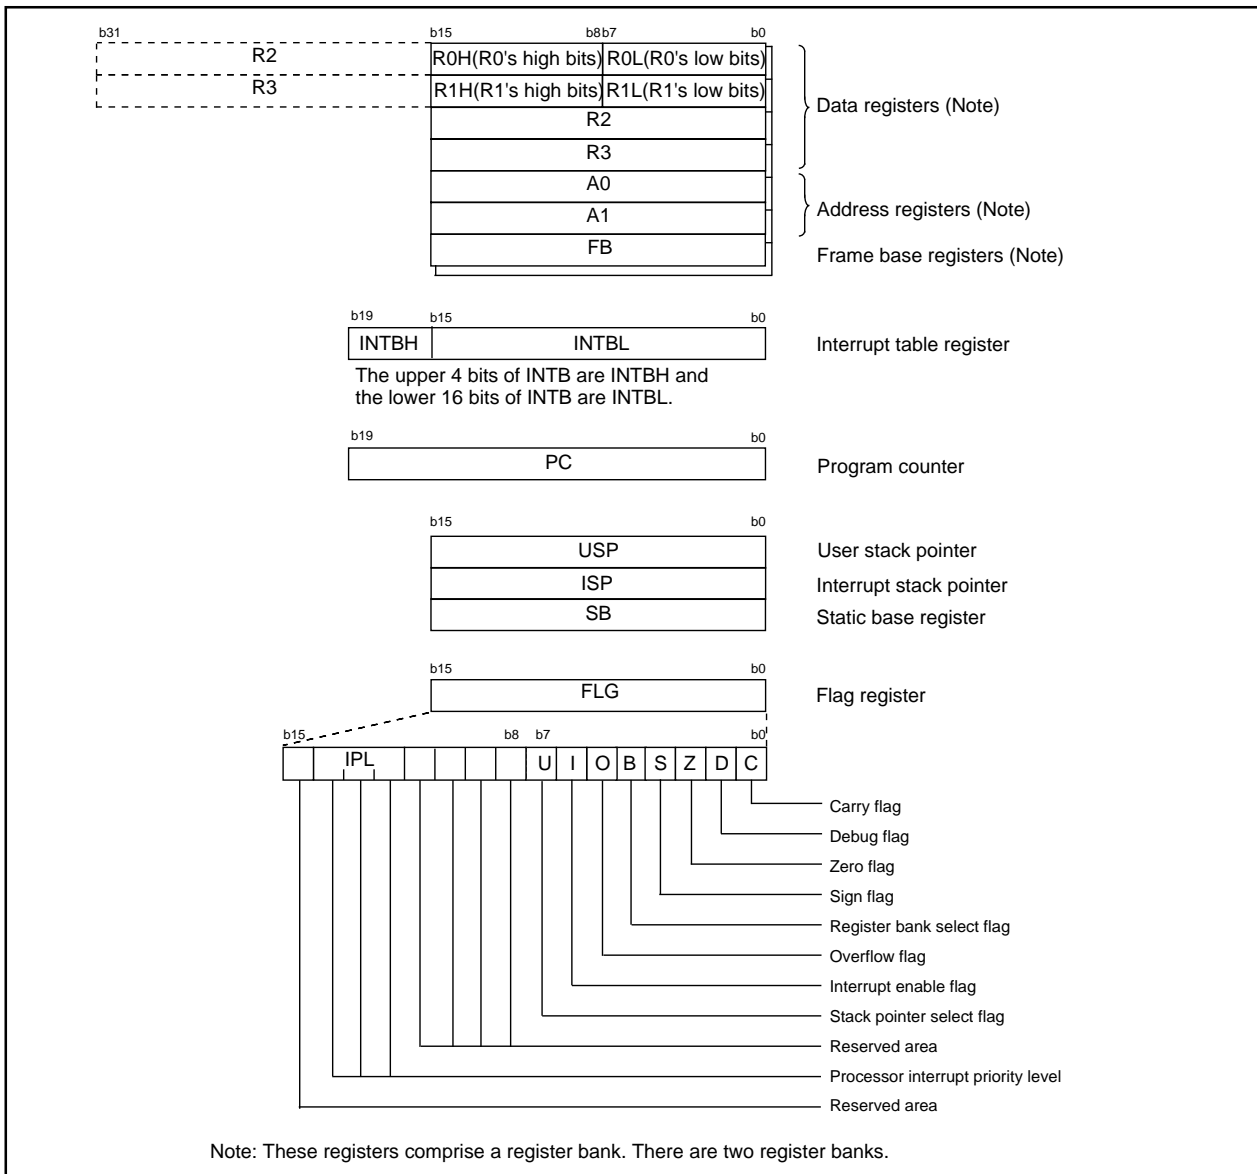 b31 b15 b8 b7 b0
R2 R0H(R0's high bits) R0L(R0's low bits)
R3 R1H(R1's high bits) R1L(R1's low bits)
R2
R3
Data registers (Note)
A0
A1
Address registers (Note)
FB
Frame base registers (Note)
b19 b15 b0
INTBH INTBL Interrupt table register
The upper 4 bits of INTB are INTBH and
the lower 16 bits of INTB are INTBL.
b19 b0
PC Program counter
b15 b0
USP User stack pointer
ISP Interrupt stack pointer
SB Static base register
b15 b0
FLG Flag register
b15 b8 b7 b0
IPL U I O B S Z D C
Carry flag
Debug flag
Zero flag
Sign flag
Register bank select flag
Overflow flag
Interrupt enable flag
Stack pointer select flag
Reserved area
Processor interrupt priority level
Reserved area
Note: These registers comprise a register bank. There are two register banks.